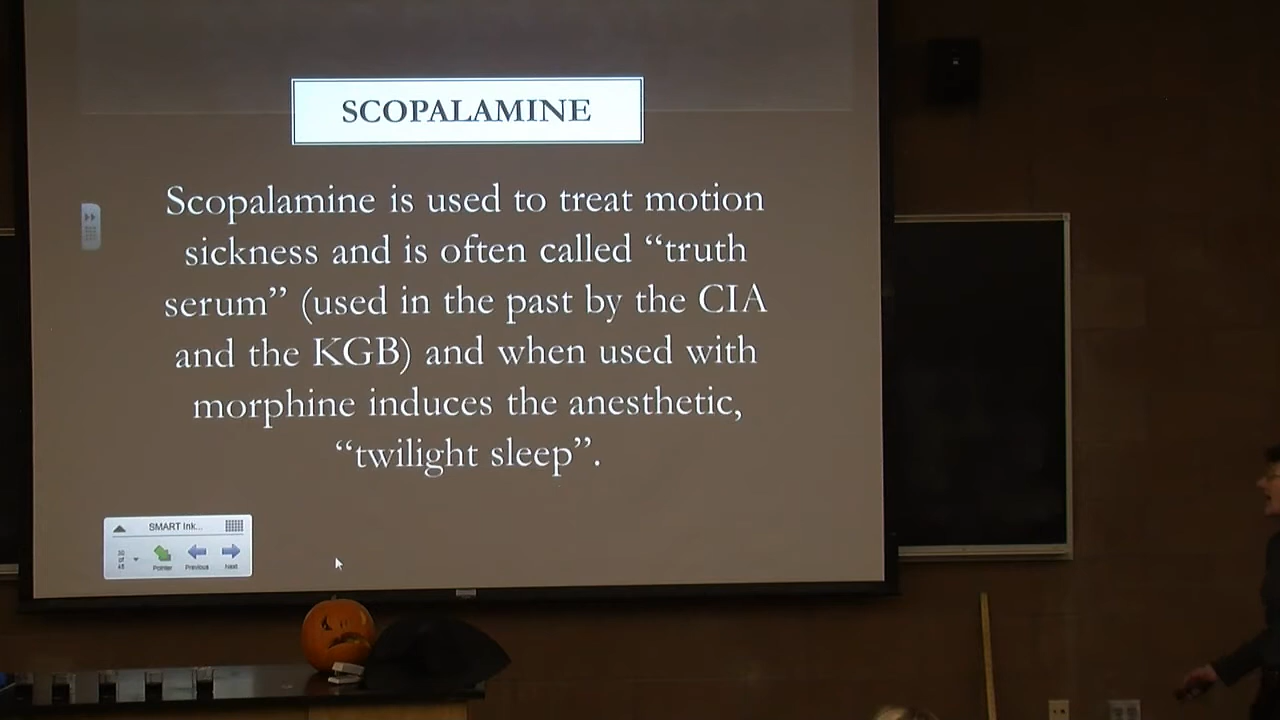 SCOPALAMINE
Scopalamine is used to treat motion
sickness and is often called “truth
serum” (used in the past by the CIA
and the KGB) and when used with
morphine induces the anesthetic,
“twilight sleep”.
SMART Ink...
Pointer Previous Next